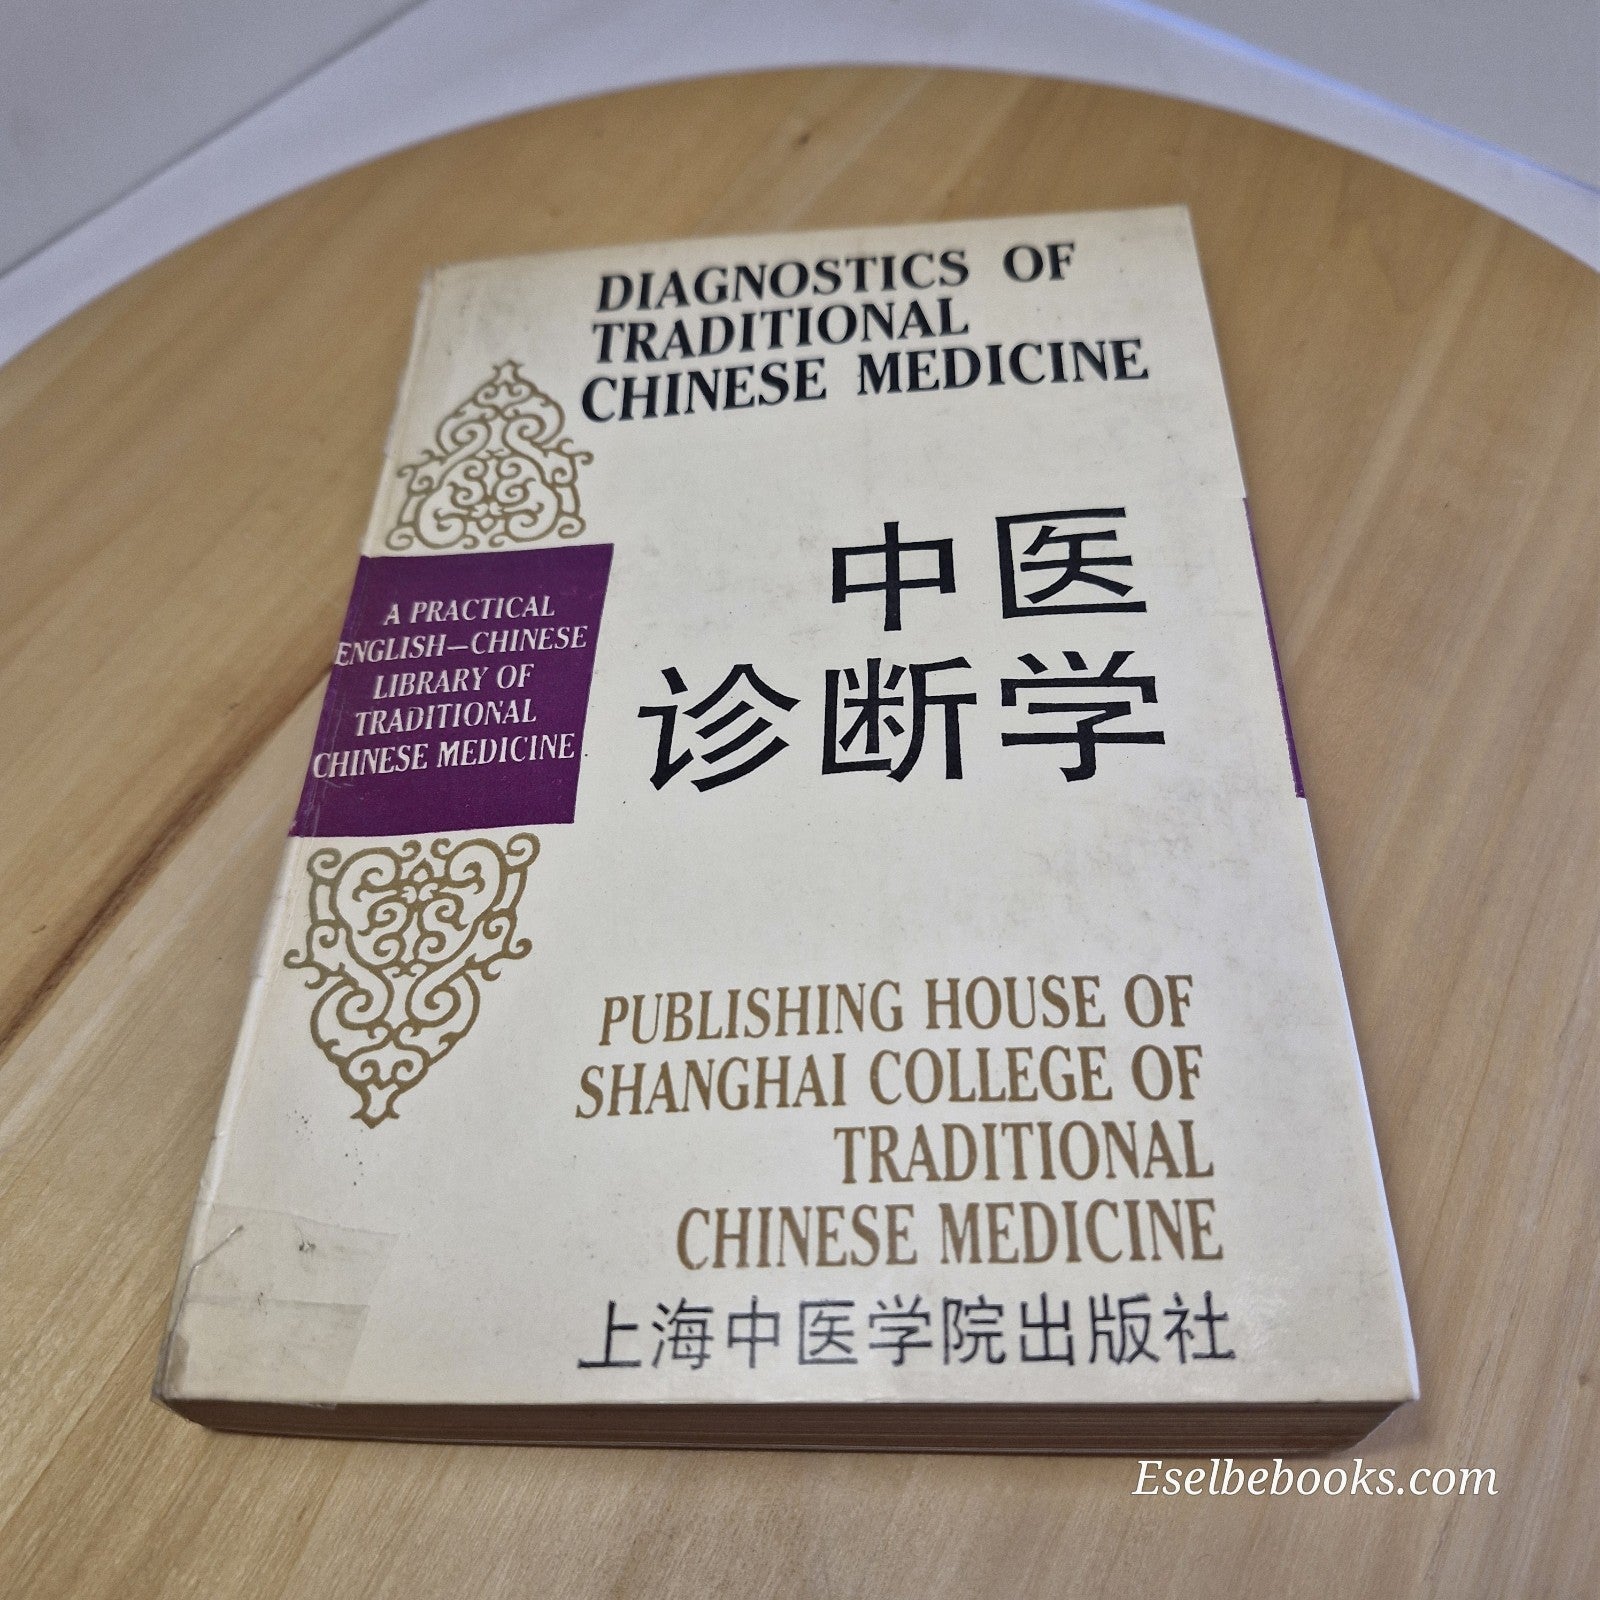 DIAGNOSTICS OF
TRADITIONAL
CHINESE MEDICINE
中医
诊断学
A PRACTICAL
ENGLISH—CHINESE
LIBRARY OF
TRADITIONAL
CHINESE MEDICINE
PUBLISHING HOUSE OF
SHANGHAI COLLEGE OF
TRADITIONAL
CHINESE MEDICINE
上海中医学院出版社
Eselbebooks.com